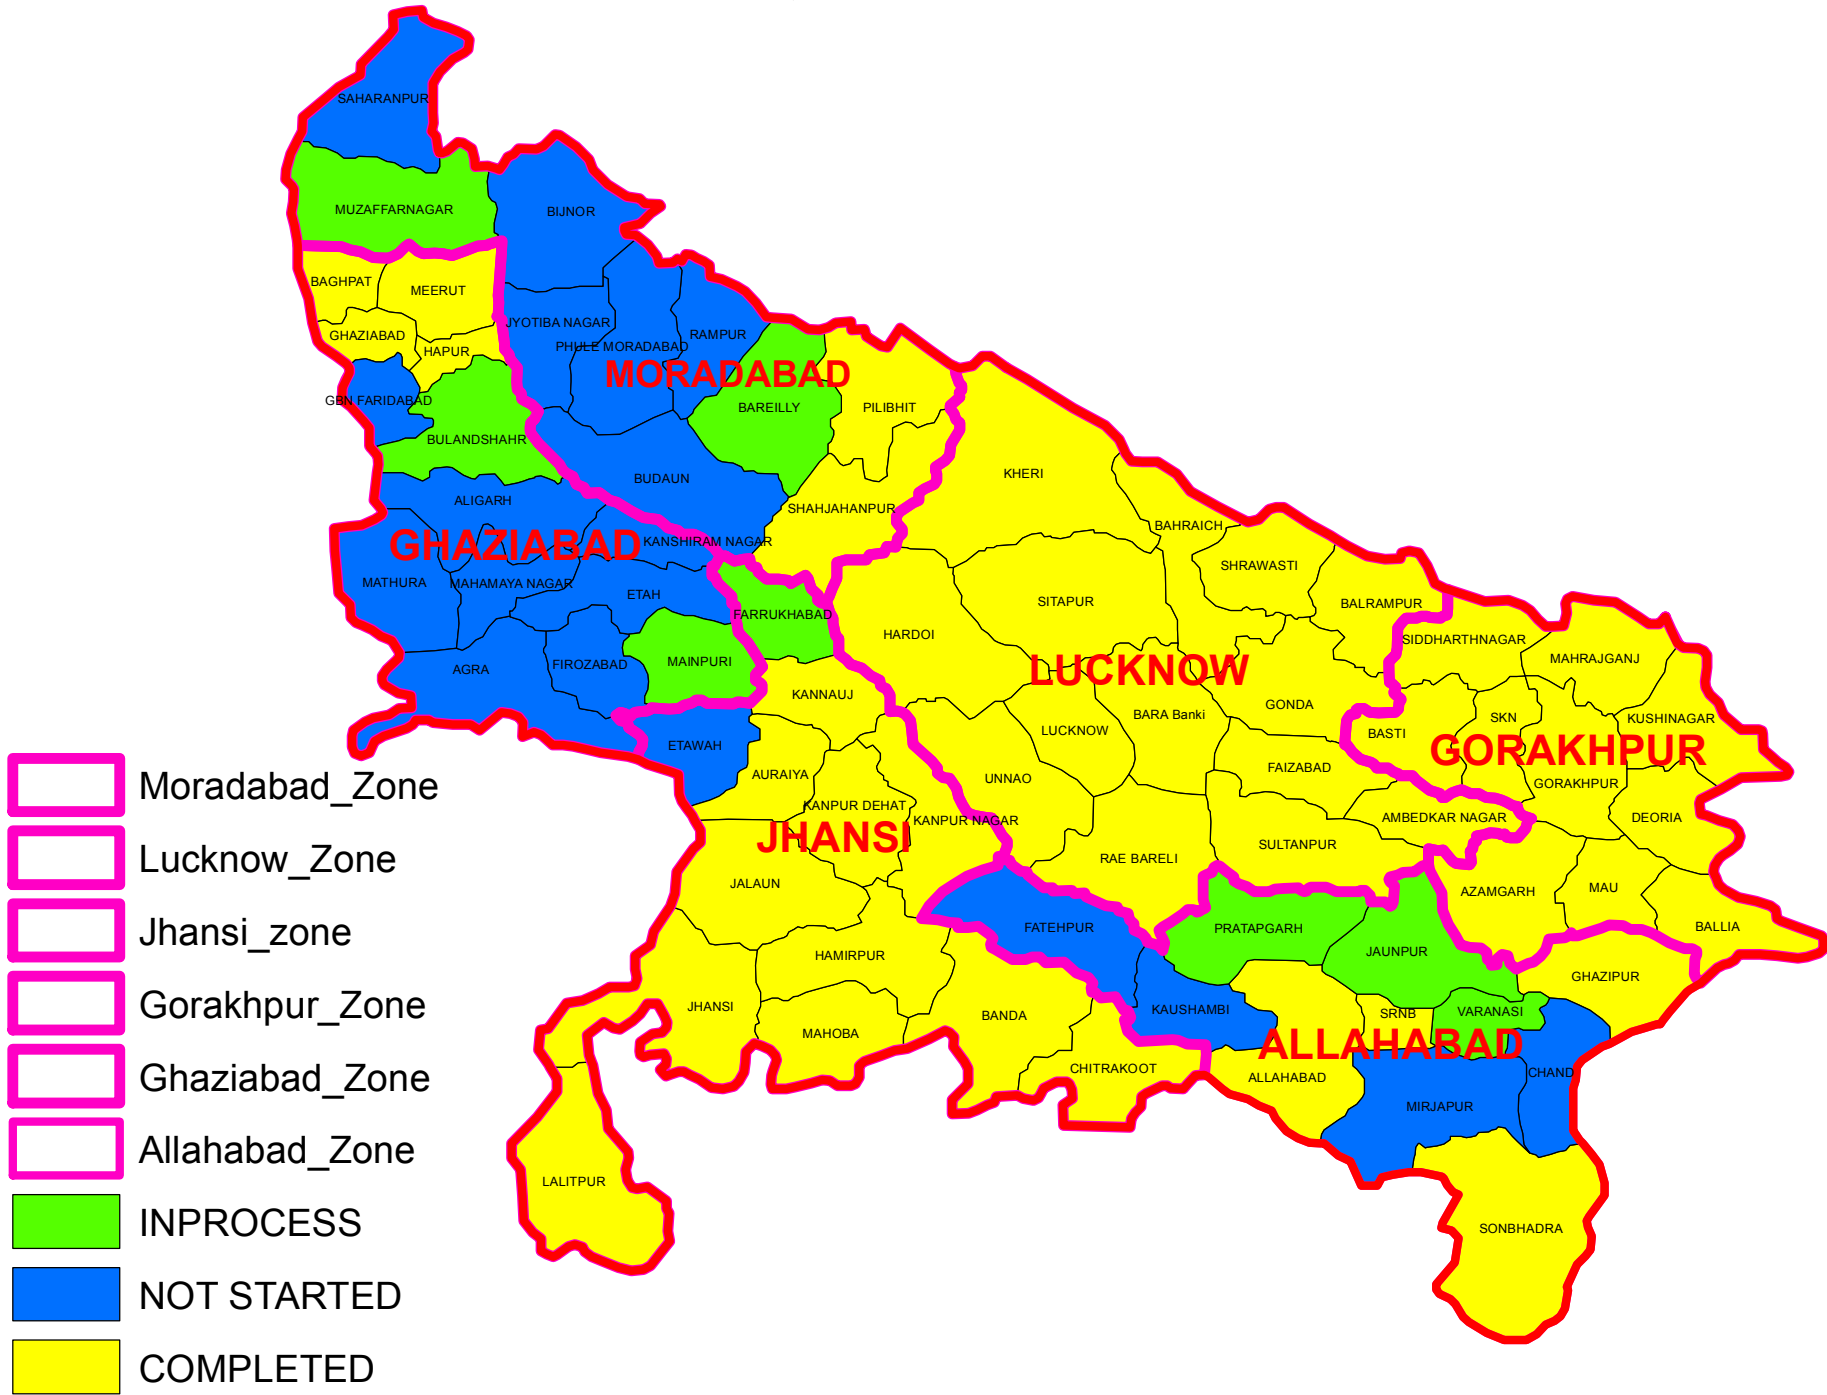 SAHARANPUR
MUZAFFARNAGAR
BIJNOR
BAGHPAT
MEERUT
JYOTIBA NAGAR
RAMPUR
GHAZIABAD
HAPUR
PHULE MORADABAD
MORADABAD
GBN FARIDABAD
BAREILLY
PILIBHIT
BULANDSHAHR
BUDAUN
KHERI
ALIGARH
SHAHJAHANPUR
BAHRAICH
GHAZIABAD
KANSHIRAM NAGAR
SHRAWASTI
MATHURA
MAHAMAYA NAGAR
ETAH
SITAPUR
BALRAMPUR
FARRUKHABAD
HARDOI
SIDDHARTHNAGAR
AGRA
FIROZABAD
MAINPURI
LUCKNOW
MAHRAJGANJ
KANNAUJ
GONDA
BARA Banki
SKN
KUSHINAGAR
LUCKNOW
BASTI
ETAWAH
GORAKHPUR
AURAIYA
UNNAO
FAIZABAD
GORAKHPUR
KANPUR DEHAT
KANPUR NAGAR
AMBEDKAR NAGAR
DEORIA
JHANSI
SULTANPUR
RAE BARELI
JALAUN
AZAMGARH
MAU
FATEHPUR
PRATAPGARH
BALLIA
HAMIRPUR
JAUNPUR
GHAZIPUR
JHANSI
KAUSHAMBI
BANDA
SRNB
VARANASI
MAHOBA
ALLAHABAD
CHITRAKOOT
ALLAHABAD
CHAND
MIRJAPUR
LALITPUR
SONBHADRA
Moradabad_Zone
Lucknow_Zone
Jhansi_zone
Gorakhpur_Zone
Ghaziabad_Zone
Allahabad_Zone
INPROCESS
NOT STARTED
COMPLETED